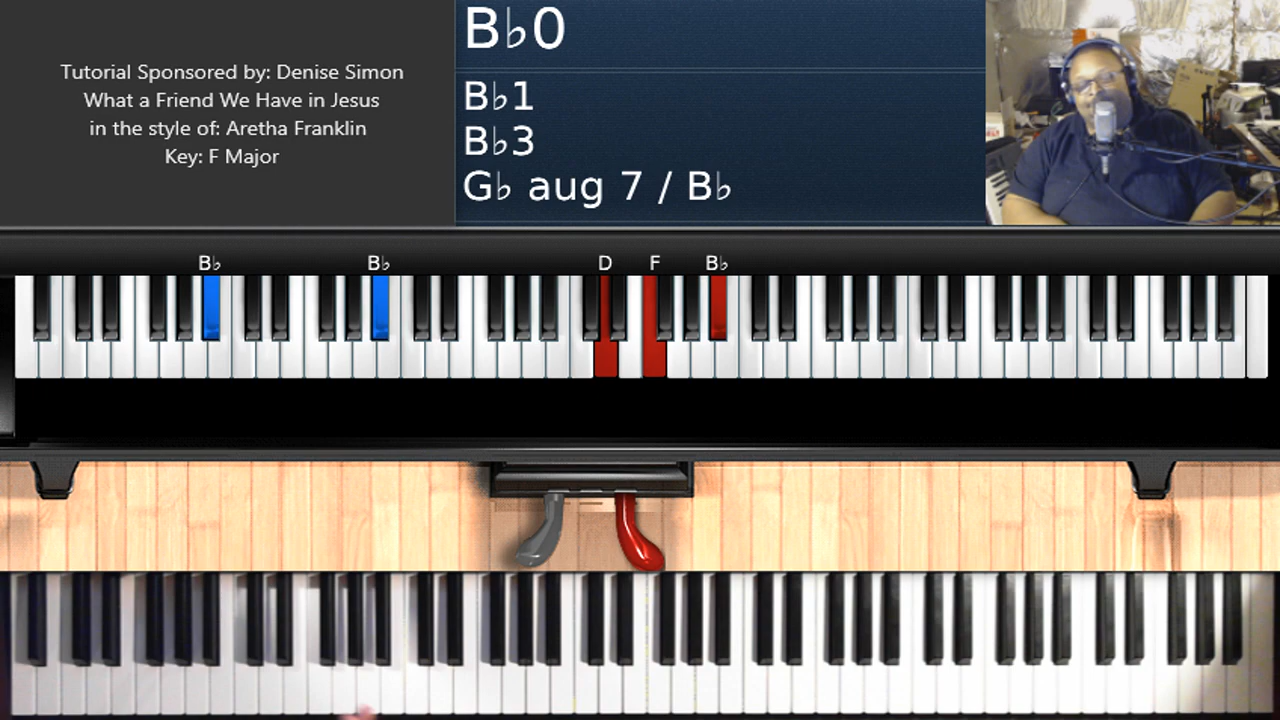 Tutorial Sponsored by: Denise Simon
What a Friend We Have in Jesus
in the style of: Aretha Franklin
Key: F Major
B♭0
B♭1
B♭3
G♭ aug 7 / B♭
B♭ B♭ D F B♭